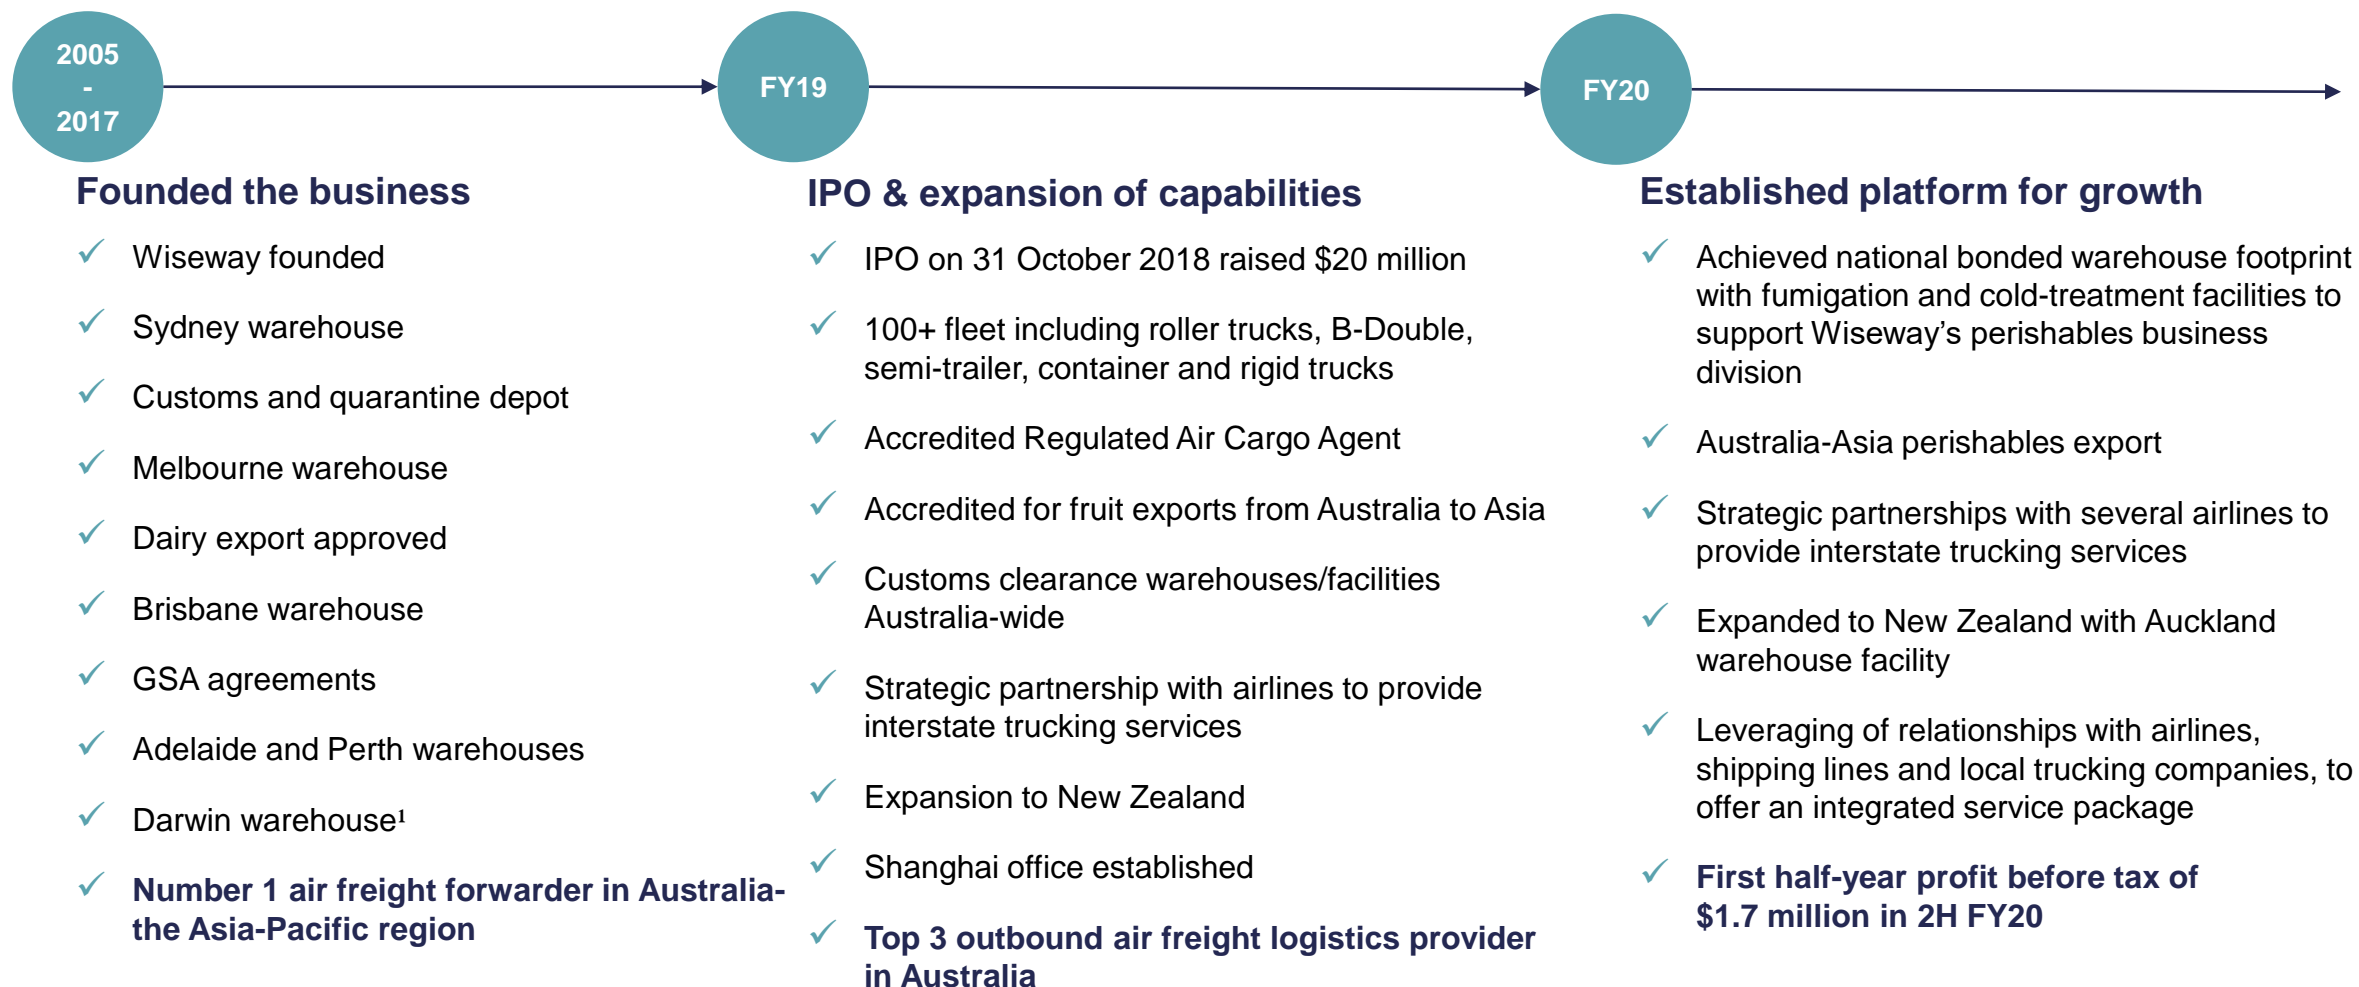 2005
-
2017
FY19
FY20
Founded the business
✓ Wiseway founded
✓ Sydney warehouse
✓ Customs and quarantine depot
✓ Melbourne warehouse
✓ Dairy export approved
✓ Brisbane warehouse
✓ GSA agreements
✓ Adelaide and Perth warehouses
✓ Darwin warehouse¹
✓ Number 1 air freight forwarder in Australia-
the Asia-Pacific region
IPO & expansion of capabilities
✓ IPO on 31 October 2018 raised $20 million
✓ 100+ fleet including roller trucks, B-Double,
semi-trailer, container and rigid trucks
✓ Accredited Regulated Air Cargo Agent
✓ Accredited for fruit exports from Australia to Asia
✓ Customs clearance warehouses/facilities
Australia-wide
✓ Strategic partnership with airlines to provide
interstate trucking services
✓ Expansion to New Zealand
✓ Shanghai office established
✓ Top 3 outbound air freight logistics provider
in Australia
Established platform for growth
✓ Achieved national bonded warehouse footprint
with fumigation and cold-treatment facilities to
support Wiseway’s perishables business
division
✓ Australia-Asia perishables export
✓ Strategic partnerships with several airlines to
provide interstate trucking services
✓ Expanded to New Zealand with Auckland
warehouse facility
✓ Leveraging of relationships with airlines,
shipping lines and local trucking companies, to
offer an integrated service package
✓ First half-year profit before tax of
$1.7 million in 2H FY20